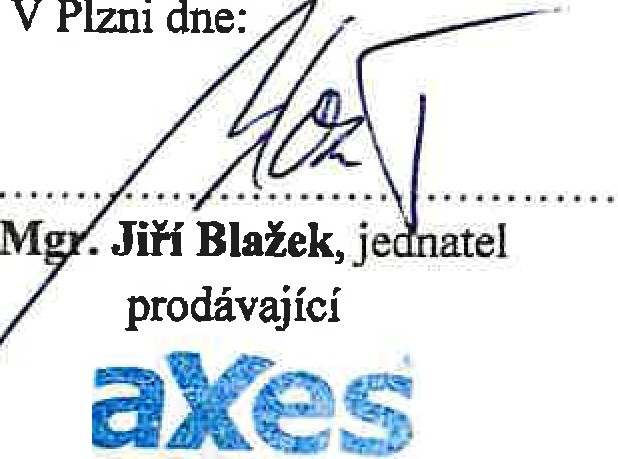 V Plzni dne:
Mgr. Jiří Blažek, jednatel
prodávající
axes